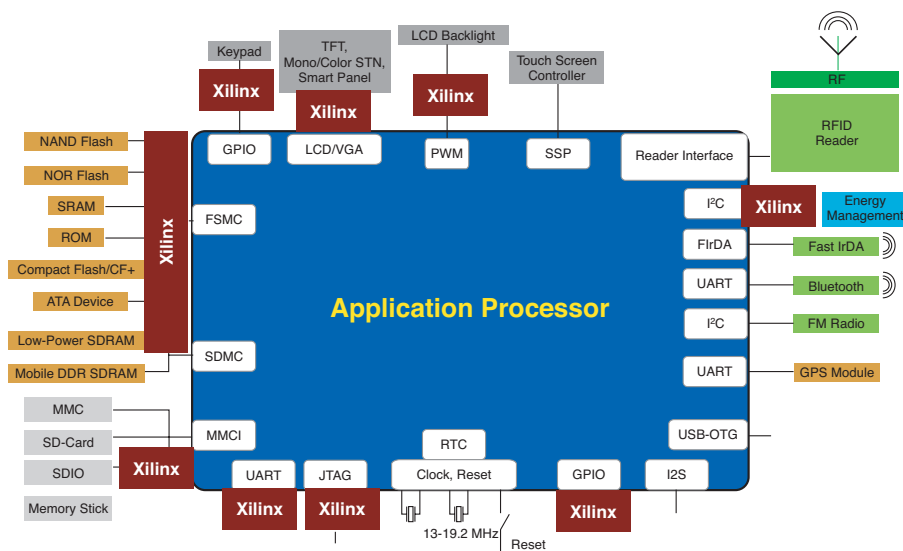 Keypad
TFT,
Mono/Color STN,
Smart Panel
LCD Backlight
Touch Screen
Controller
RF
RFID
Reader
Xilinx
Xilinx
Xilinx
GPIO
LCD/VGA
PWM
SSP
Reader Interface
NAND Flash
NOR Flash
SRAM
ROM
Compact Flash/CF+
ATA Device
Low-Power SDRAM
Mobile DDR SDRAM
Xilinx
FSMC
SDMC
Application Processor
I²C
Xilinx
Energy
Management
FIrDA
Fast IrDA
UART
Bluetooth
I²C
FM Radio
UART
GPS Module
MMC
SD-Card
SDIO
Memory Stick
Xilinx
MMCI
USB-OTG
RTC
UART
JTAG
Clock, Reset
GPIO
I2S
Xilinx
Xilinx
Xilinx
13-19.2 MHz
Reset